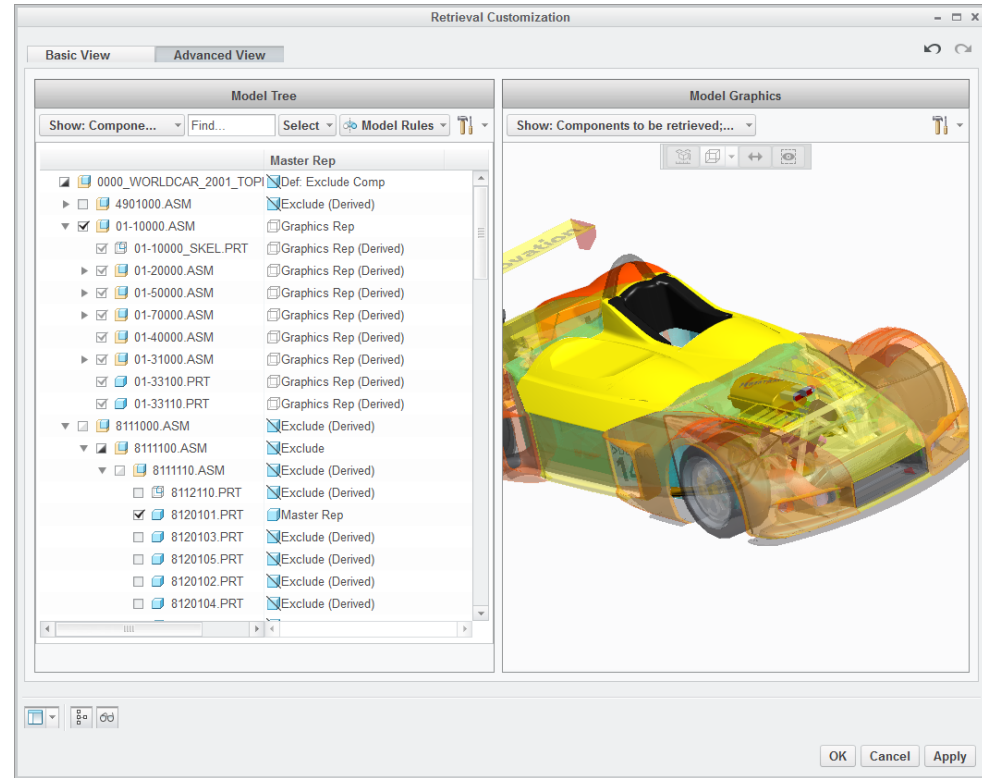 Retrieval Customization
Basic View Advanced View
Model Tree
Show: Compone... Find... Select Model Rules
Master Rep
0000_WORLDCAR_2001_TOPI Def: Exclude Comp
4901000.ASM Exclude (Derived)
01-10000.ASM Graphics Rep
01-10000_SKEL.PRT Graphics Rep (Derived)
01-20000.ASM Graphics Rep (Derived)
01-50000.ASM Graphics Rep (Derived)
01-70000.ASM Graphics Rep (Derived)
01-40000.ASM Graphics Rep (Derived)
01-31000.ASM Graphics Rep (Derived)
01-33100.PRT Graphics Rep (Derived)
01-33110.PRT Graphics Rep (Derived)
8111000.ASM Exclude (Derived)
8111100.ASM Exclude
8111110.ASM Exclude (Derived)
8112110.PRT Exclude (Derived)
8120101.PRT Master Rep
8120103.PRT Exclude (Derived)
8120105.PRT Exclude (Derived)
8120102.PRT Exclude (Derived)
8120104.PRT Exclude (Derived)
Model Graphics
Show: Components to be retrieved;...
ovation
12
OK Cancel Apply